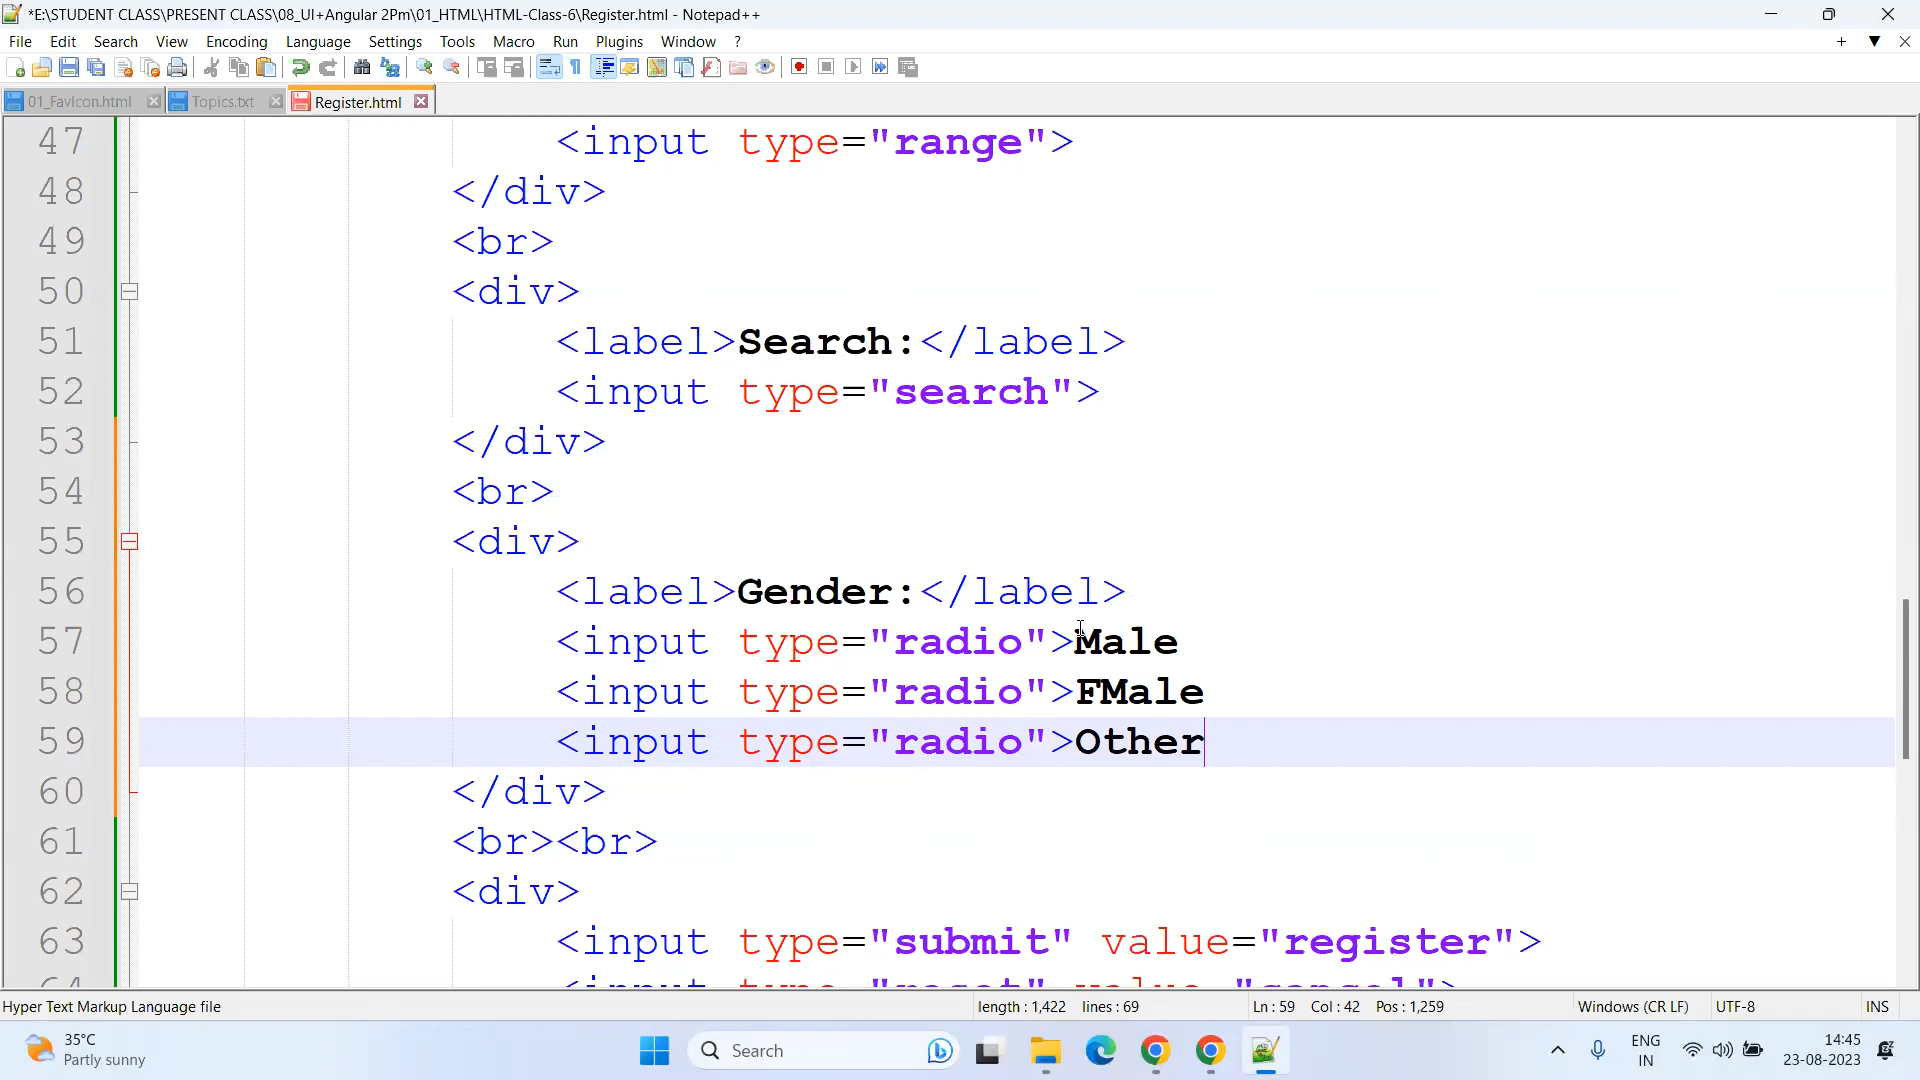 *E:\STUDENT CLASS\PRESENT CLASS\08_UI+Angular 2Pm\01_HTML\HTML-Class-6\Register.html - Notepad++
File Edit Search View Encoding Language Settings Tools Macro Run Plugins Window ?
01_FavIcon.html Topics.txt Register.html
47 <input type="range">
48 </div>
49 <br>
50 <div>
51 <label>Search:</label>
52 <input type="search">
53 </div>
54 <br>
55 <div>
56 <label>Gender:</label>
57 <input type="radio">Male
58 <input type="radio">FMale
59 <input type="radio">Other
60 </div>
61 <br><br>
62 <div>
63 <input type="submit" value="register">
64 <input type="reset" value="cancel">
Hyper Text Markup Language file length : 1,422 lines : 69 Ln : 59 Col : 42 Pos : 1,259 Windows (CR LF) UTF-8 INS
35°C
Partly sunny
Search
ENG
IN
14:45
23-08-2023